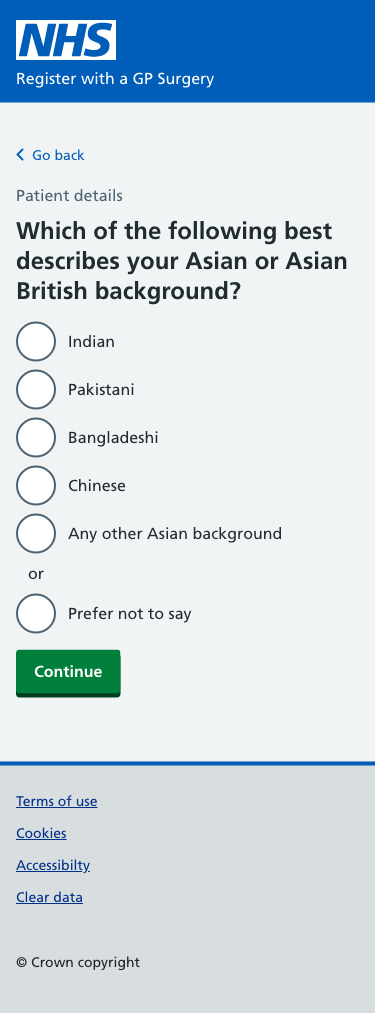 NHS
Register with a GP Surgery
Go back
Patient details
Which of the following best
describes your Asian or Asian
British background?
Indian
Pakistani
Bangladeshi
Chinese
Any other Asian background
or
Prefer not to say
Continue
Terms of use
Cookies
Accessibilty
Clear data
© Crown copyright